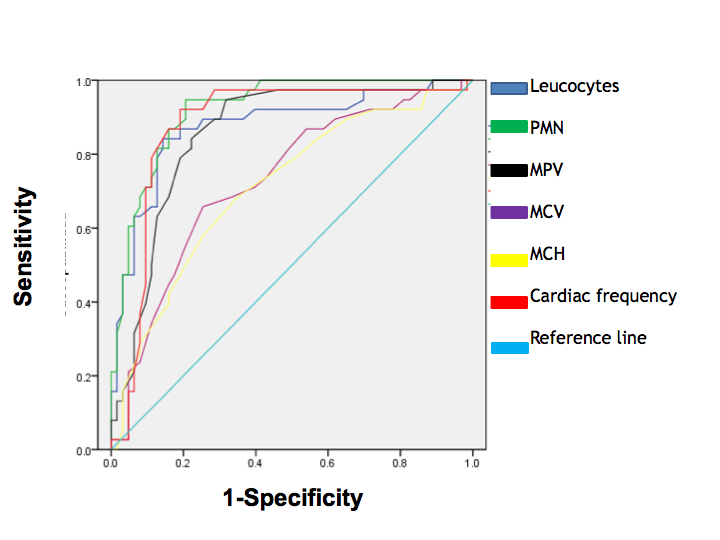 Sensitivity
1.0
0.8
0.6
0.4
0.2
0.0
0.0 0.2 0.4 0.6 0.8 1.0
1-Specificity
Leucocytes
PMN
MPV
MCV
MCH
Cardiac frequency
Reference line